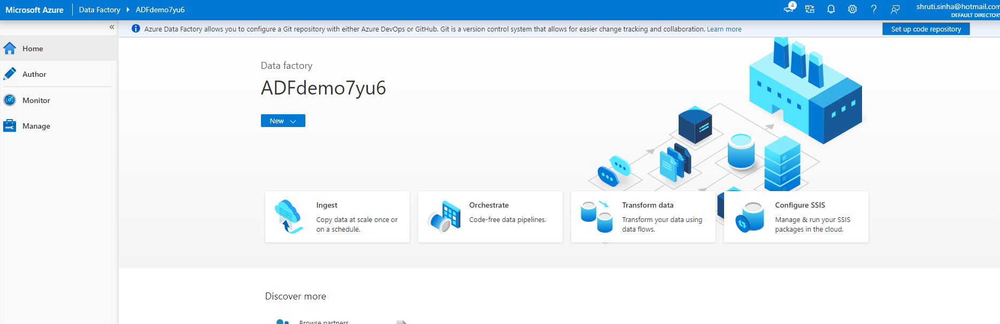 Microsoft Azure
Data Factory
ADFdemo7yu6
4
shruti.sinha@hotmail.com
DEFAULT DIRECTORY
Azure Data Factory allows you to configure a Git repository with either Azure DevOps or GitHub. Git is a version control system that allows for easier change tracking and collaboration. Learn more
Set up code repository
Home
Author
Monitor
Manage
Data factory
ADFdemo7yu6
New
Ingest
Copy data at scale once or
on a schedule.
Orchestrate
Code-free data pipelines.
Transform data
Transform your data using
data flows.
Configure SSIS
Manage & run your SSIS
packages in the cloud.
Discover more
Browse partners